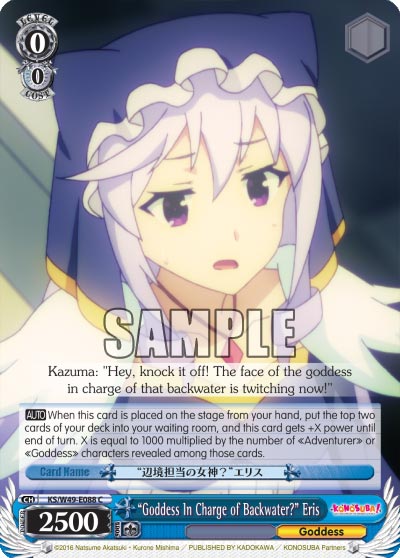 LEVEL
0
0
COST
SAMPLE
Kazuma: "Hey, knock it off! The face of the goddess
in charge of that backwater is twitching now!"
AUTO When this card is placed on the stage from your hand, put the top two
cards of your deck into your waiting room, and this card gets +X power until
end of turn. X is equal to 1000 multiplied by the number of «Adventurer» or
«Goddess» characters revealed among those cards.
Card Name “辺境担当の女神？”エリス
CH KS/W49-E088 C
POWER 2500 SOUL “Goddess In Charge of Backwater?” Eris KONOSUBA!
Goddess
©2016 Natsume Akatsuki・Kurone Mishima / PUBLISHED BY KADOKAWA / KONOSUBA Partners